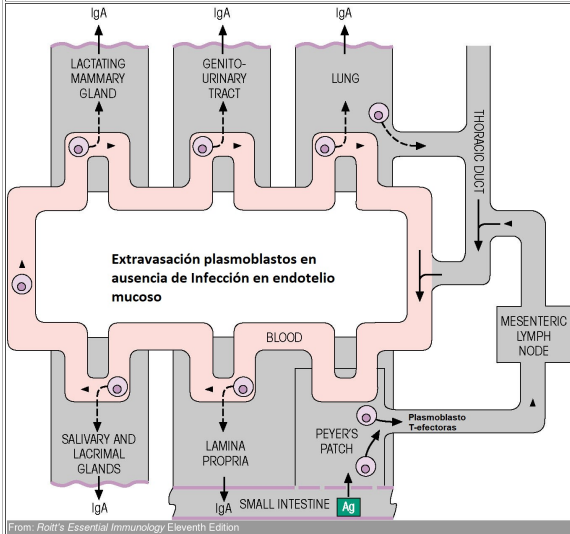 IgA
IgA
IgA
LACTATING
MAMMARY
GLAND
GENITO-
URINARY
TRACT
LUNG
THORACIC DUCT
Extravasación plasmoblastos en
ausencia de Infección en endotelio
mucoso
BLOOD
MESENTERIC
LYMPH
NODE
SALIVARY AND
LACRIMAL
GLANDS
LAMINA
PROPRIA
PEYER'S
PATCH
Plasmoblasto
T-efectoras
IgA
IgA
SMALL INTESTINE
Ag
From: Roitt's Essential Immunology Eleventh Edition